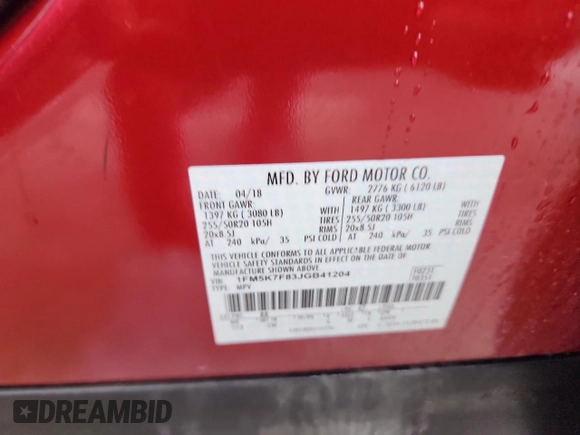 MFD. BY FORD MOTOR CO.
DATE: 04/18 GVWR: 2776 KG ( 6120 LB)
FRONT GAWR: REAR GAWR:
1397 KG ( 3080 LB) WITH 1497 KG ( 3300 LB) WITH
255/50R20 105H TIRES 255/50R20 105H TIRES
20x8.5J RIMS 20x8.5J RIMS
AT 240 kPa/ 35 PSI COLD AT 240 kPa/ 35 PSI COLD
THIS VEHICLE CONFORMS TO ALL APPLICABLE FEDERAL MOTOR
VEHICLE SAFETY STANDARDS IN EFFECT ON THE DATE OF
MANUFACTURE SHOWN ABOVE.
VIN: 1FM5K7F83JGB41204
TYPE: MPV
DREAMBID